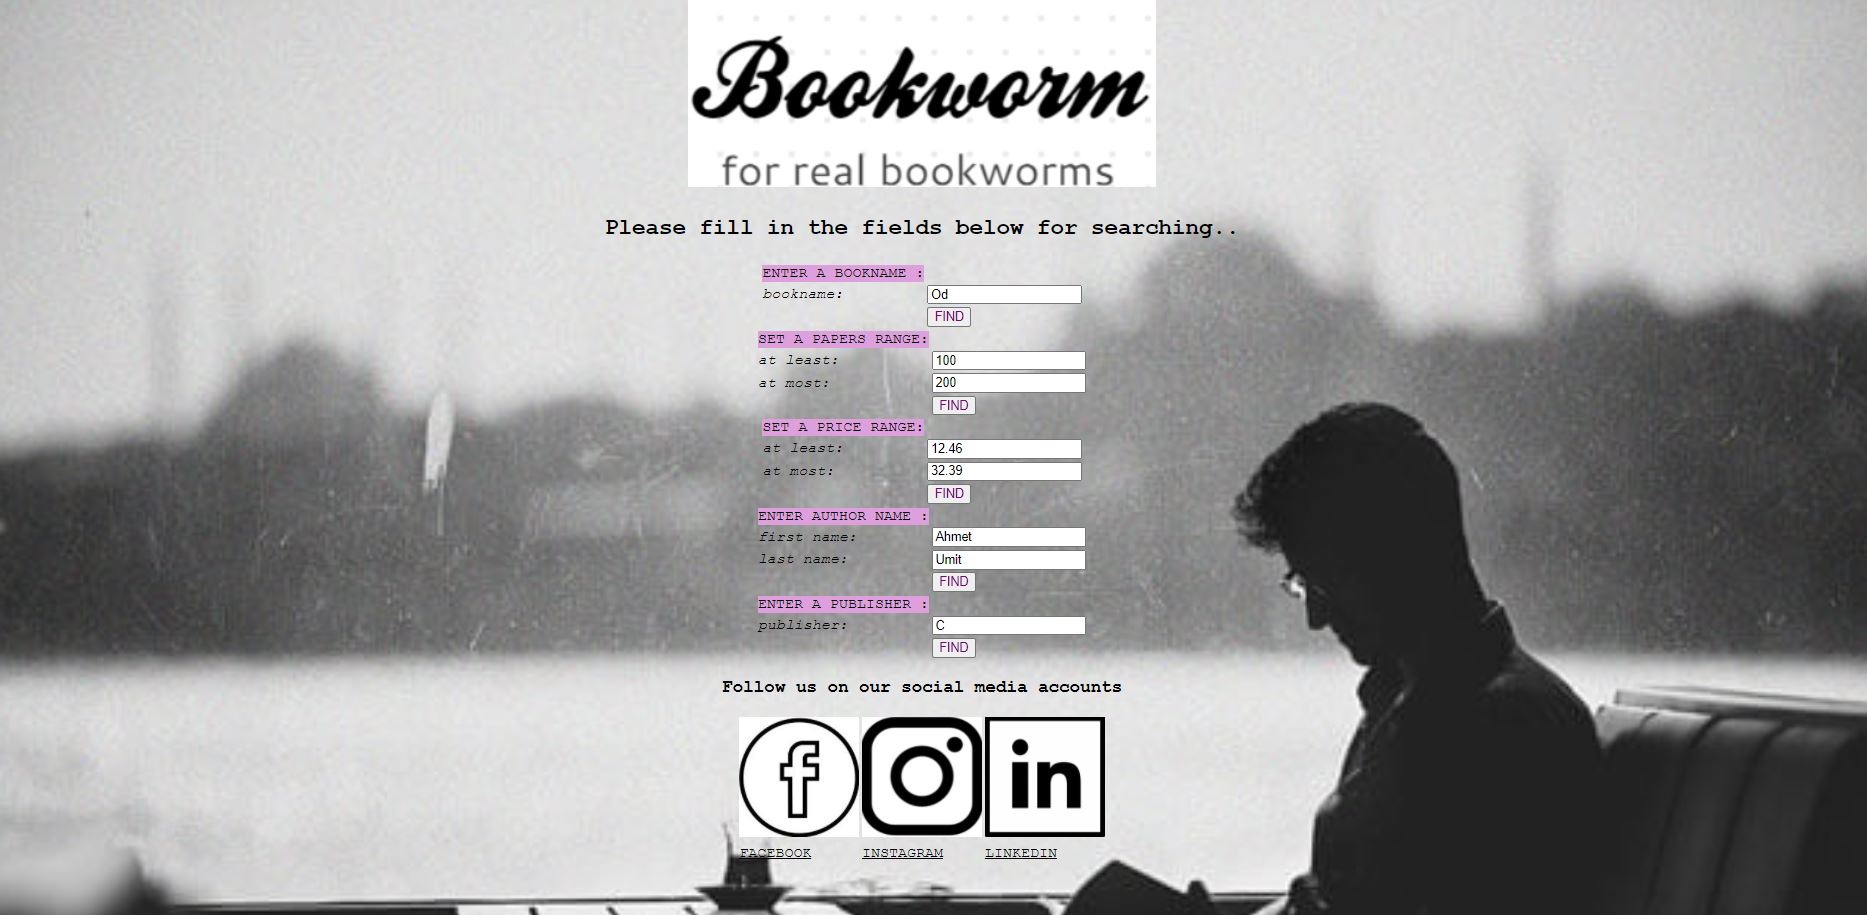 Bookworm
for real bookworms
Please fill in the fields below for searching..
ENTER A BOOKNAME :
bookname: Od
FIND
SET A PAPERS RANGE:
at least: 100
at most: 200
FIND
SET A PRICE RANGE:
at least: 12.46
at most: 32.39
FIND
ENTER AUTHOR NAME :
first name: Ahmet
last name: Umit
FIND
ENTER A PUBLISHER :
publisher: C
FIND
Follow us on our social media accounts
f in
FACEBOOK INSTAGRAM LINKEDIN